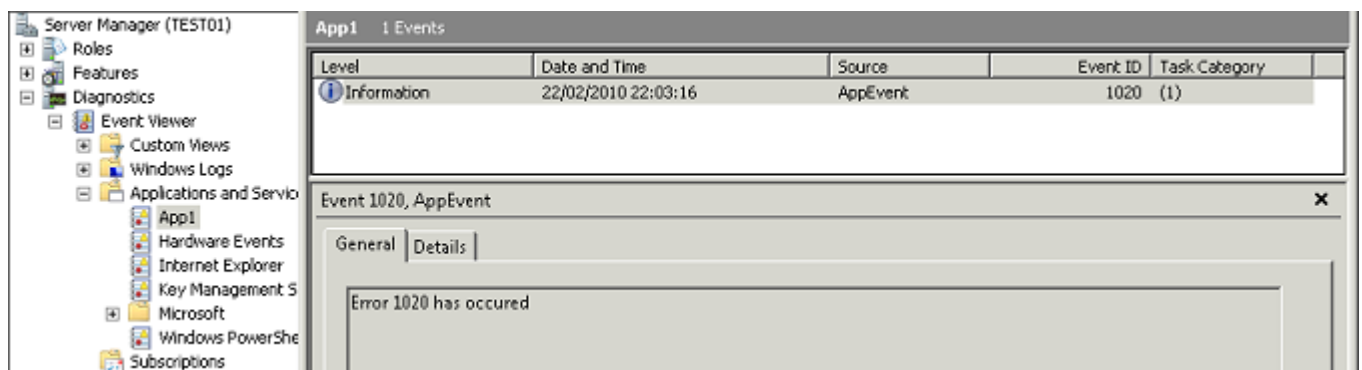 Server Manager (TEST01)
Roles
Features
Diagnostics
Event Viewer
Custom Views
Windows Logs
Applications and Servic
App1
Hardware Events
Internet Explorer
Key Management S
Microsoft
Windows PowerShe
Subscriptions
App1 1 Events
Level Date and Time Source Event ID Task Category
Information 22/02/2010 22:03:16 AppEvent 1020 (1)
Event 1020, AppEvent
General Details
Error 1020 has occured